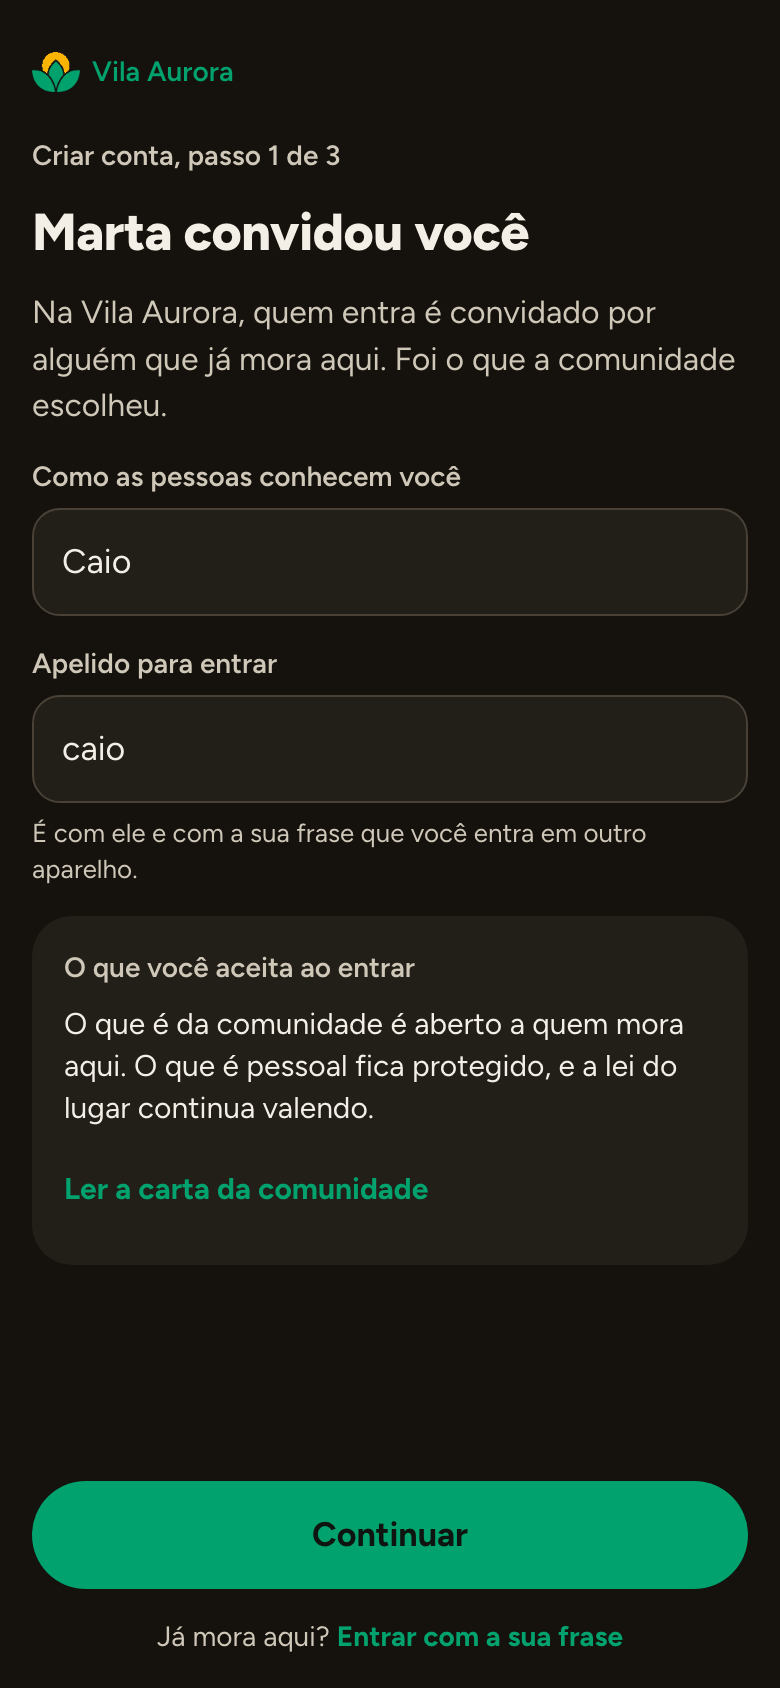 Vila Aurora
Criar conta, passo 1 de 3
Marta convidou você
Na Vila Aurora, quem entra é convidado por
alguém que já mora aqui. Foi o que a comunidade
escolheu.
Como as pessoas conhecem você
Caio
Apelido para entrar
caio
É com ele e com a sua frase que você entra em outro
aparelho.
O que você aceita ao entrar
O que é da comunidade é aberto a quem mora
aqui. O que é pessoal fica protegido, e a lei do
lugar continua valendo.
Ler a carta da comunidade
Continuar
Já mora aqui? Entrar com a sua frase